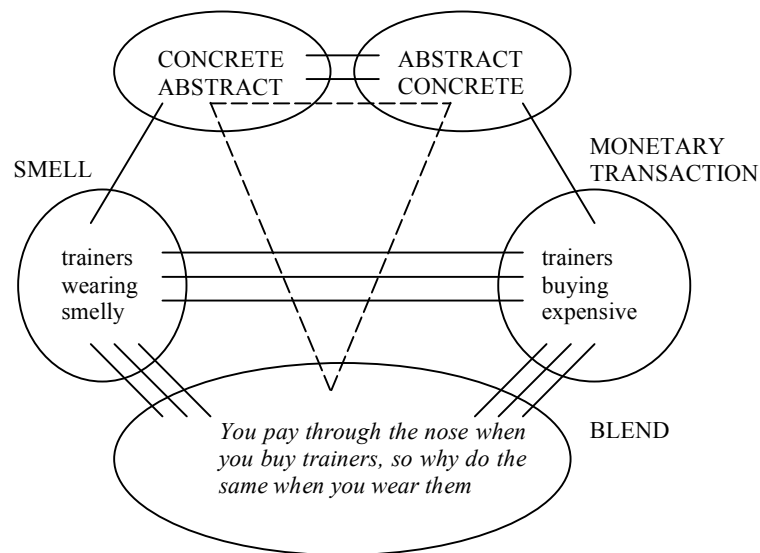 CONCRETE
ABSTRACT
ABSTRACT
CONCRETE
SMELL
MONETARY
TRANSACTION
trainers
wearing
smelly
trainers
buying
expensive
You pay through the nose when
you buy trainers, so why do the
same when you wear them
BLEND